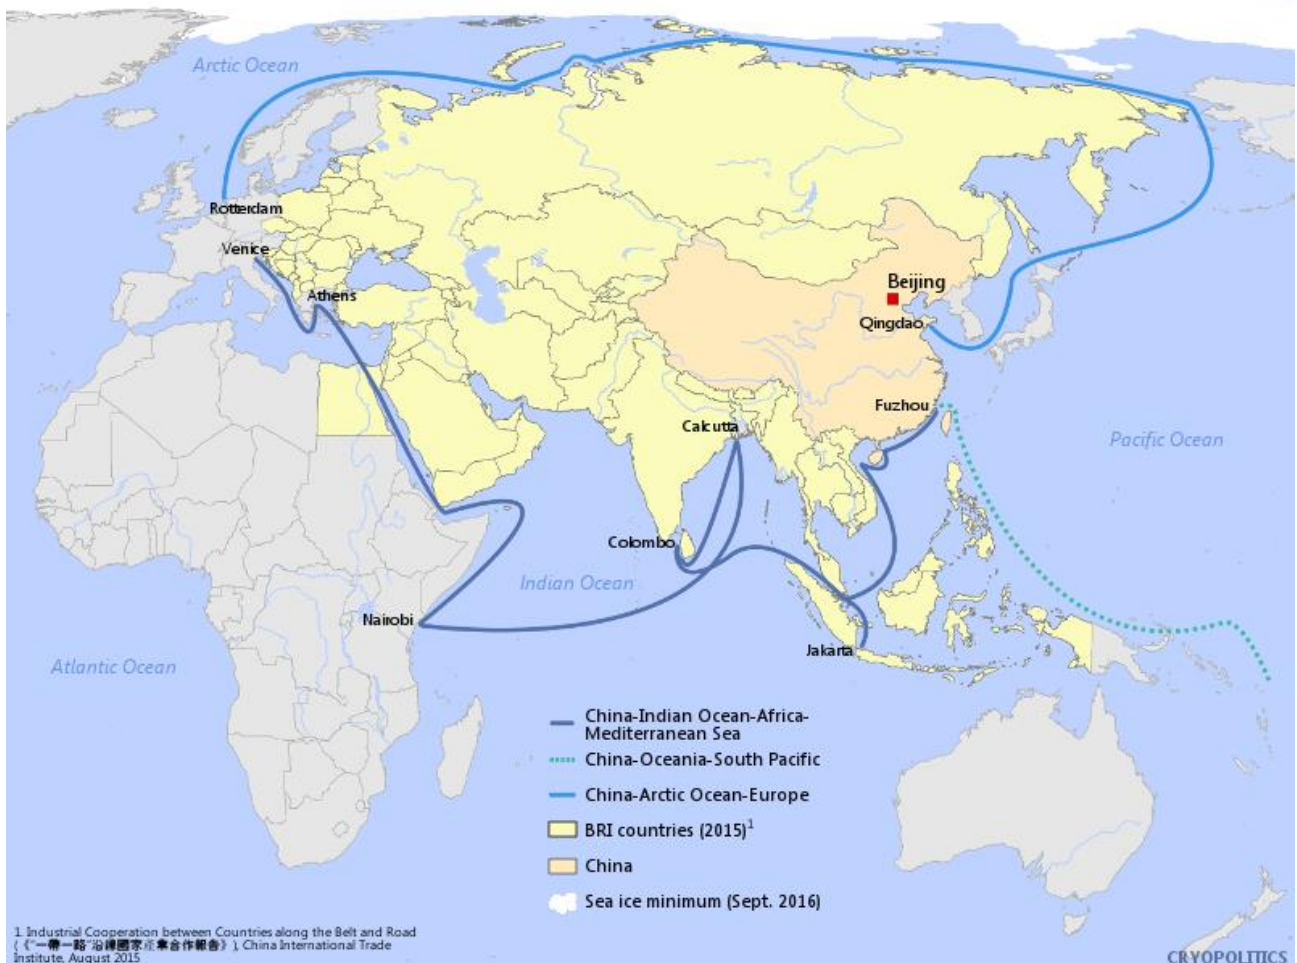 Arctic Ocean
Rotterdam
Venice
Athens
Beijing
Qingdao
Fuzhou
Calcutta
Pacific Ocean
Colombo
Indian Ocean
Nairobi
Jakarta
Atlantic Ocean
China-Indian Ocean-Africa-
Mediterranean Sea
China-Oceania-South Pacific
China-Arctic Ocean-Europe
BRI countries (2015)1
China
Sea ice minimum (Sept. 2016)
1. Industrial Cooperation between Countries along the Belt and Road
(《“一帶一路”沿線國家產業合作報告》), China International Trade
Institute, August 2015
CRYOPOLITICS